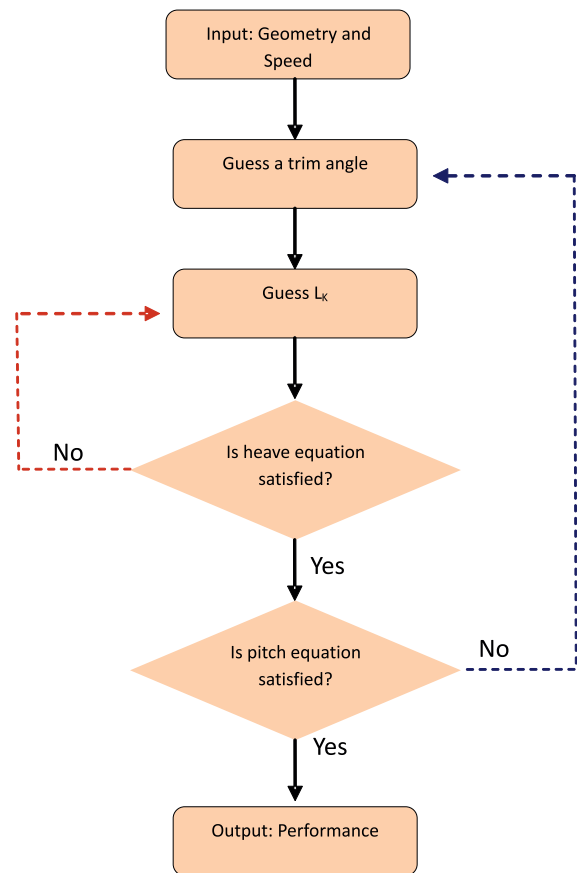 Input: Geometry and
Speed
Guess a trim angle
Guess Lₖ
Is heave equation
satisfied?
No
Yes
Is pitch equation
satisfied?
No
Yes
Output: Performance